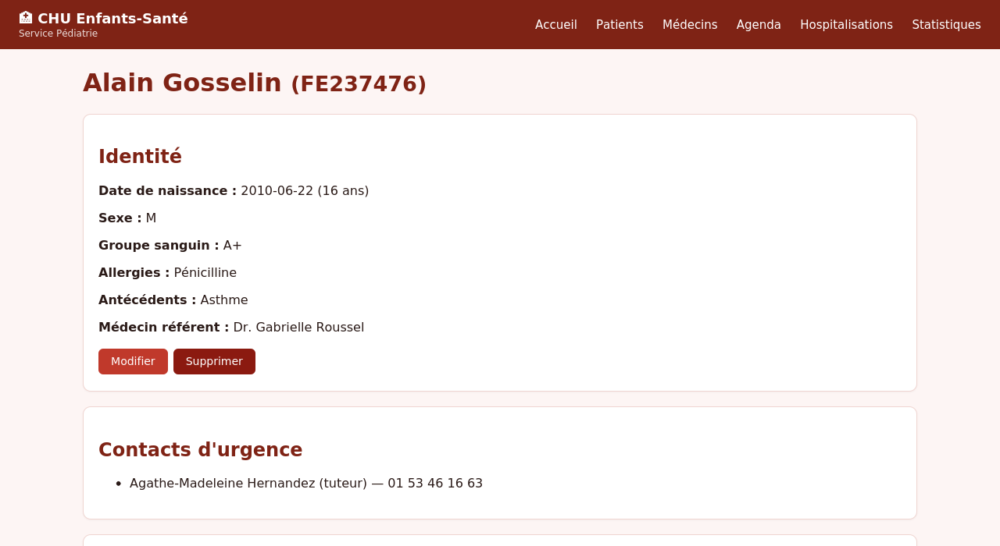 🏥 CHU Enfants-Santé
Service Pédiatrie
Accueil Patients Médecins Agenda Hospitalisations Statistiques
Alain Gosselin (FE237476)
Identité
Date de naissance : 2010-06-22 (16 ans)
Sexe : M
Groupe sanguin : A+
Allergies : Pénicilline
Antécédents : Asthme
Médecin référent : Dr. Gabrielle Roussel
Modifier Supprimer
Contacts d'urgence
• Agathe-Madeleine Hernandez (tuteur) — 01 53 46 16 63